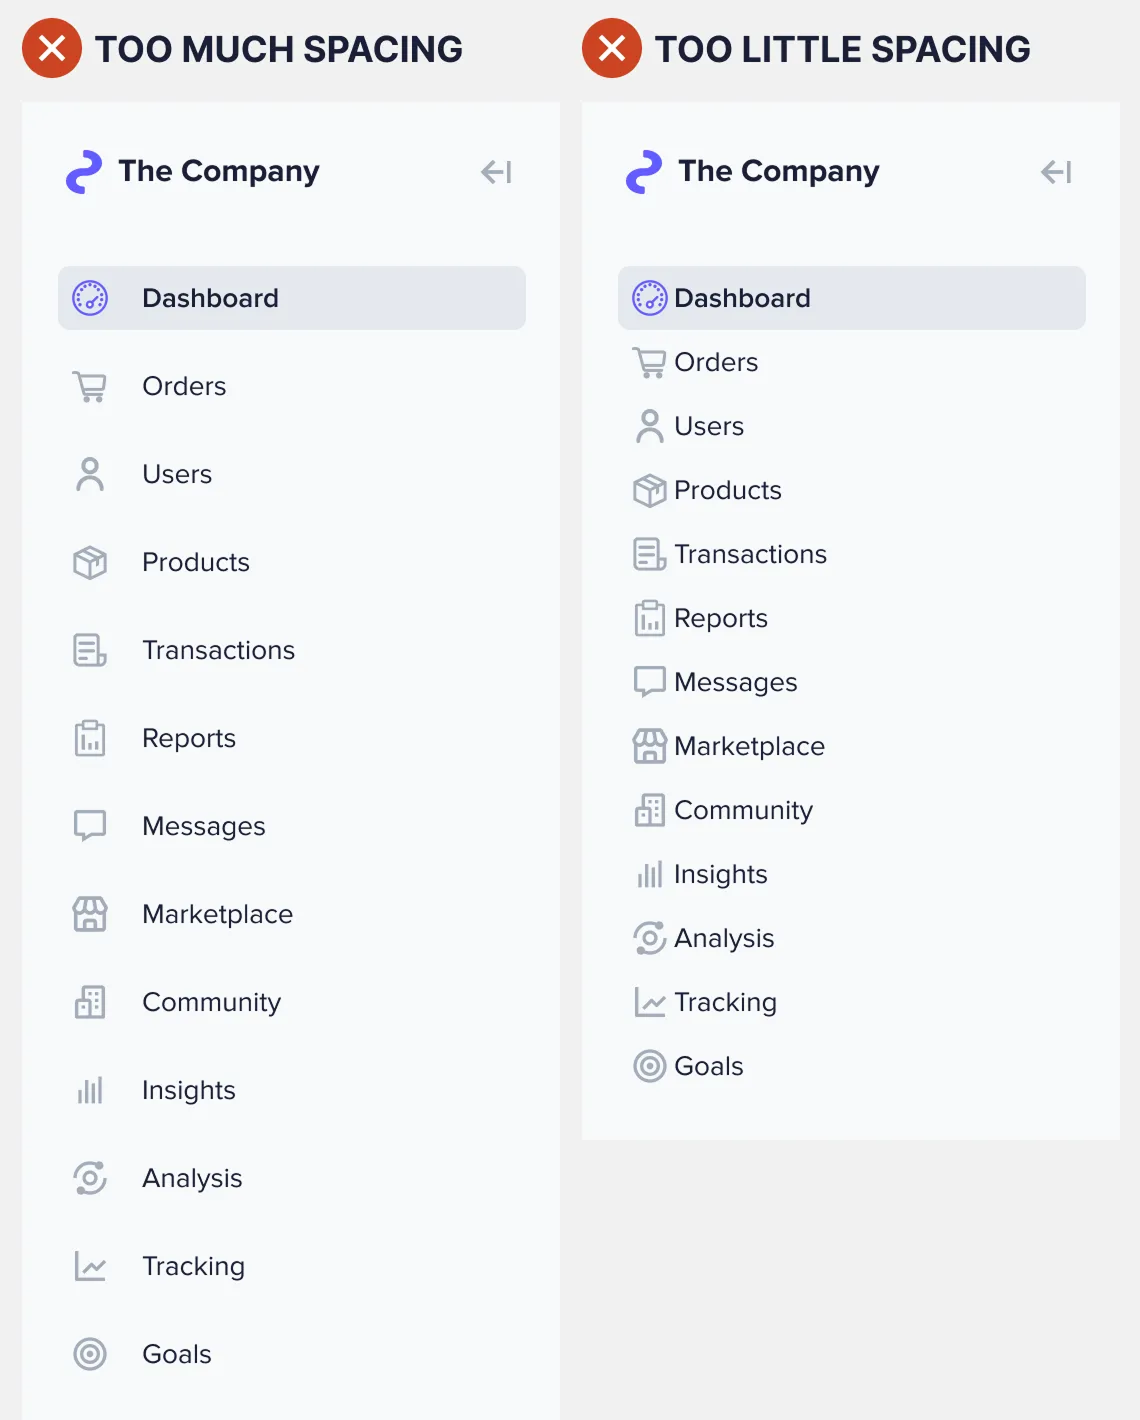 TOO MUCH SPACING
The Company
Dashboard
Orders
Users
Products
Transactions
Reports
Messages
Marketplace
Community
Insights
Analysis
Tracking
Goals
TOO LITTLE SPACING
The Company
Dashboard
Orders
Users
Products
Transactions
Reports
Messages
Marketplace
Community
Insights
Analysis
Tracking
Goals